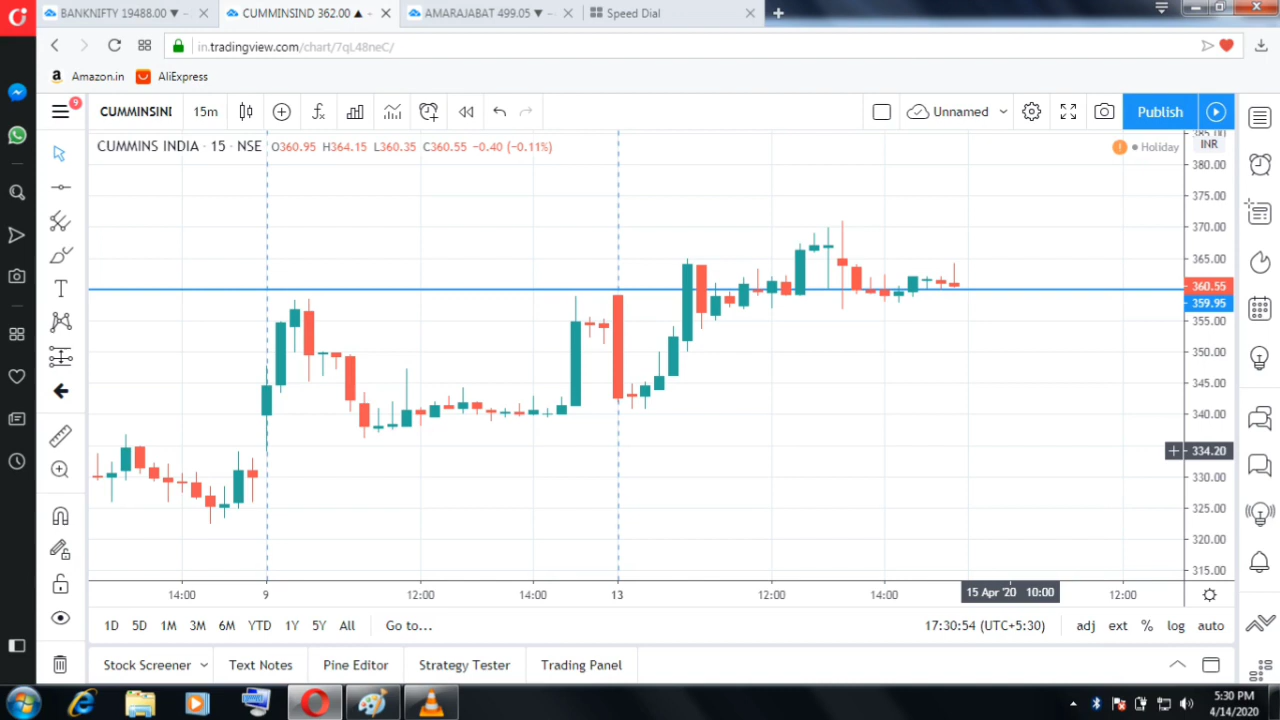 BANKNIFTY 19488.00 ▼
CUMMINSIND 362.00 ▲
AMARAJABAT 499.05 ▼
Speed Dial
in.tradingview.com/chart/7qL48neC/
Amazon.in AliExpress
9
CUMMINSINI 15m
Unnamed
Publish
CUMMINS INDIA · 15 · NSE O360.95 H364.15 L360.35 C360.55 −0.40 (−0.11%)
Holiday
INR
380.00
375.00
370.00
365.00
360.55
359.95
355.00
350.00
345.00
340.00
334.20
330.00
325.00
320.00
315.00
14:00 9 12:00 14:00 13 12:00 14:00 15 Apr '20 10:00 12:00
1D 5D 1M 3M 6M YTD 1Y 5Y All Go to... 17:30:54 (UTC+5:30) adj ext % log auto
Stock Screener Text Notes Pine Editor Strategy Tester Trading Panel
5:30 PM
4/14/2020